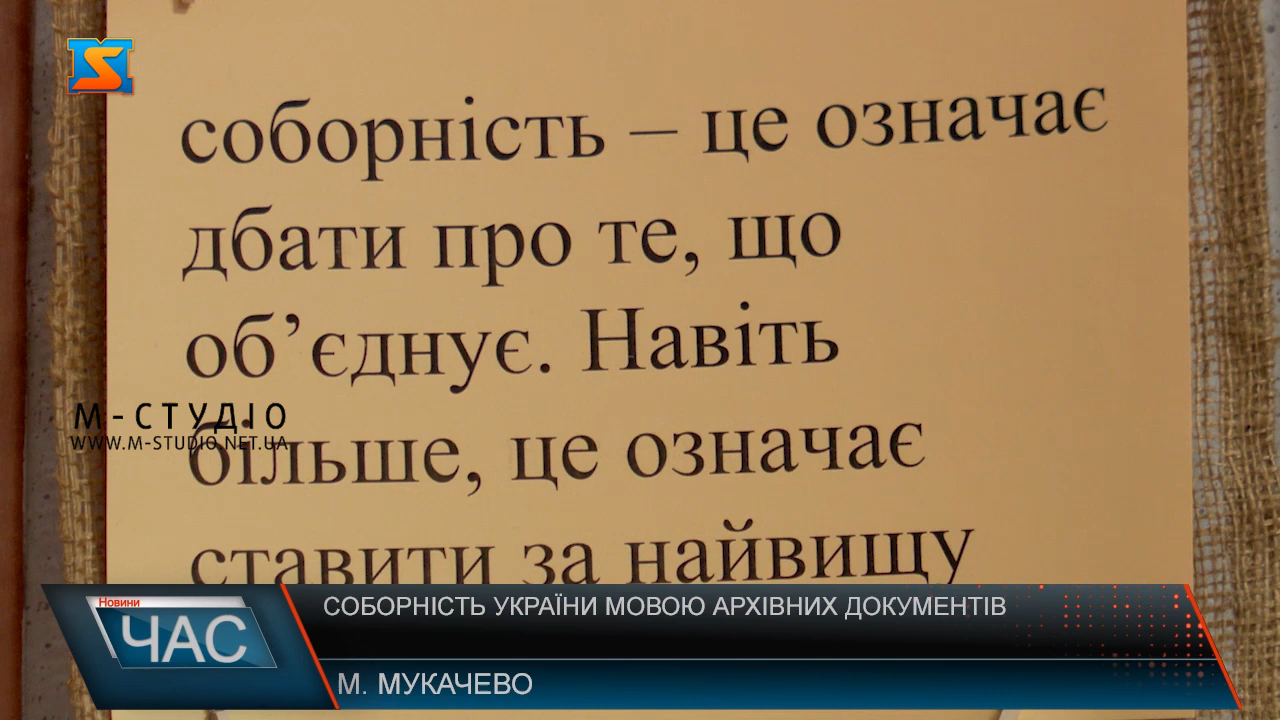 соборність – це означає
дбати про те, що
об’єднує. Навіть
М-СТУДІО
WWW.M-STUDIO.NET.UA
більше, це означає
ставити за найвищу
Новини
ЧАС
СОБОРНІСТЬ УКРАЇНИ МОВОЮ АРХІВНИХ ДОКУМЕНТІВ
М. МУКАЧЕВО